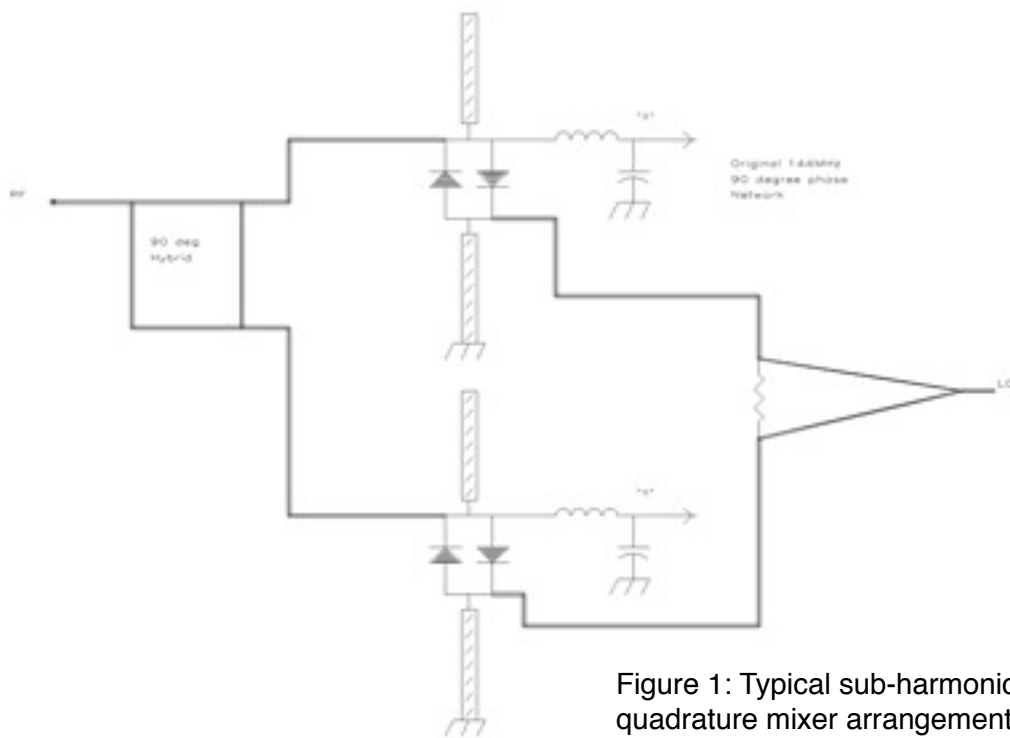 RF
90 deg
Hybrid
"x"
Original 144MHz
90 degree phase
Network
LO
"x"
Figure 1: Typical sub-harmonic
quadrature mixer arrangement